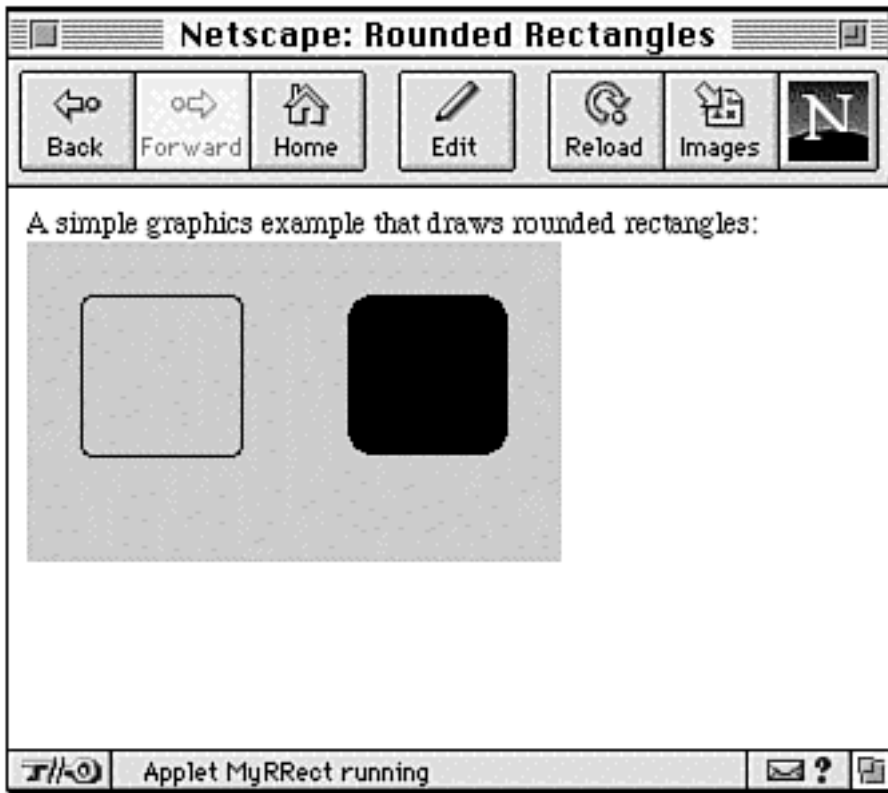 Netscape: Rounded Rectangles
Back Forward Home Edit Reload Images N
A simple graphics example that draws rounded rectangles:
Applet MyRRect running ?